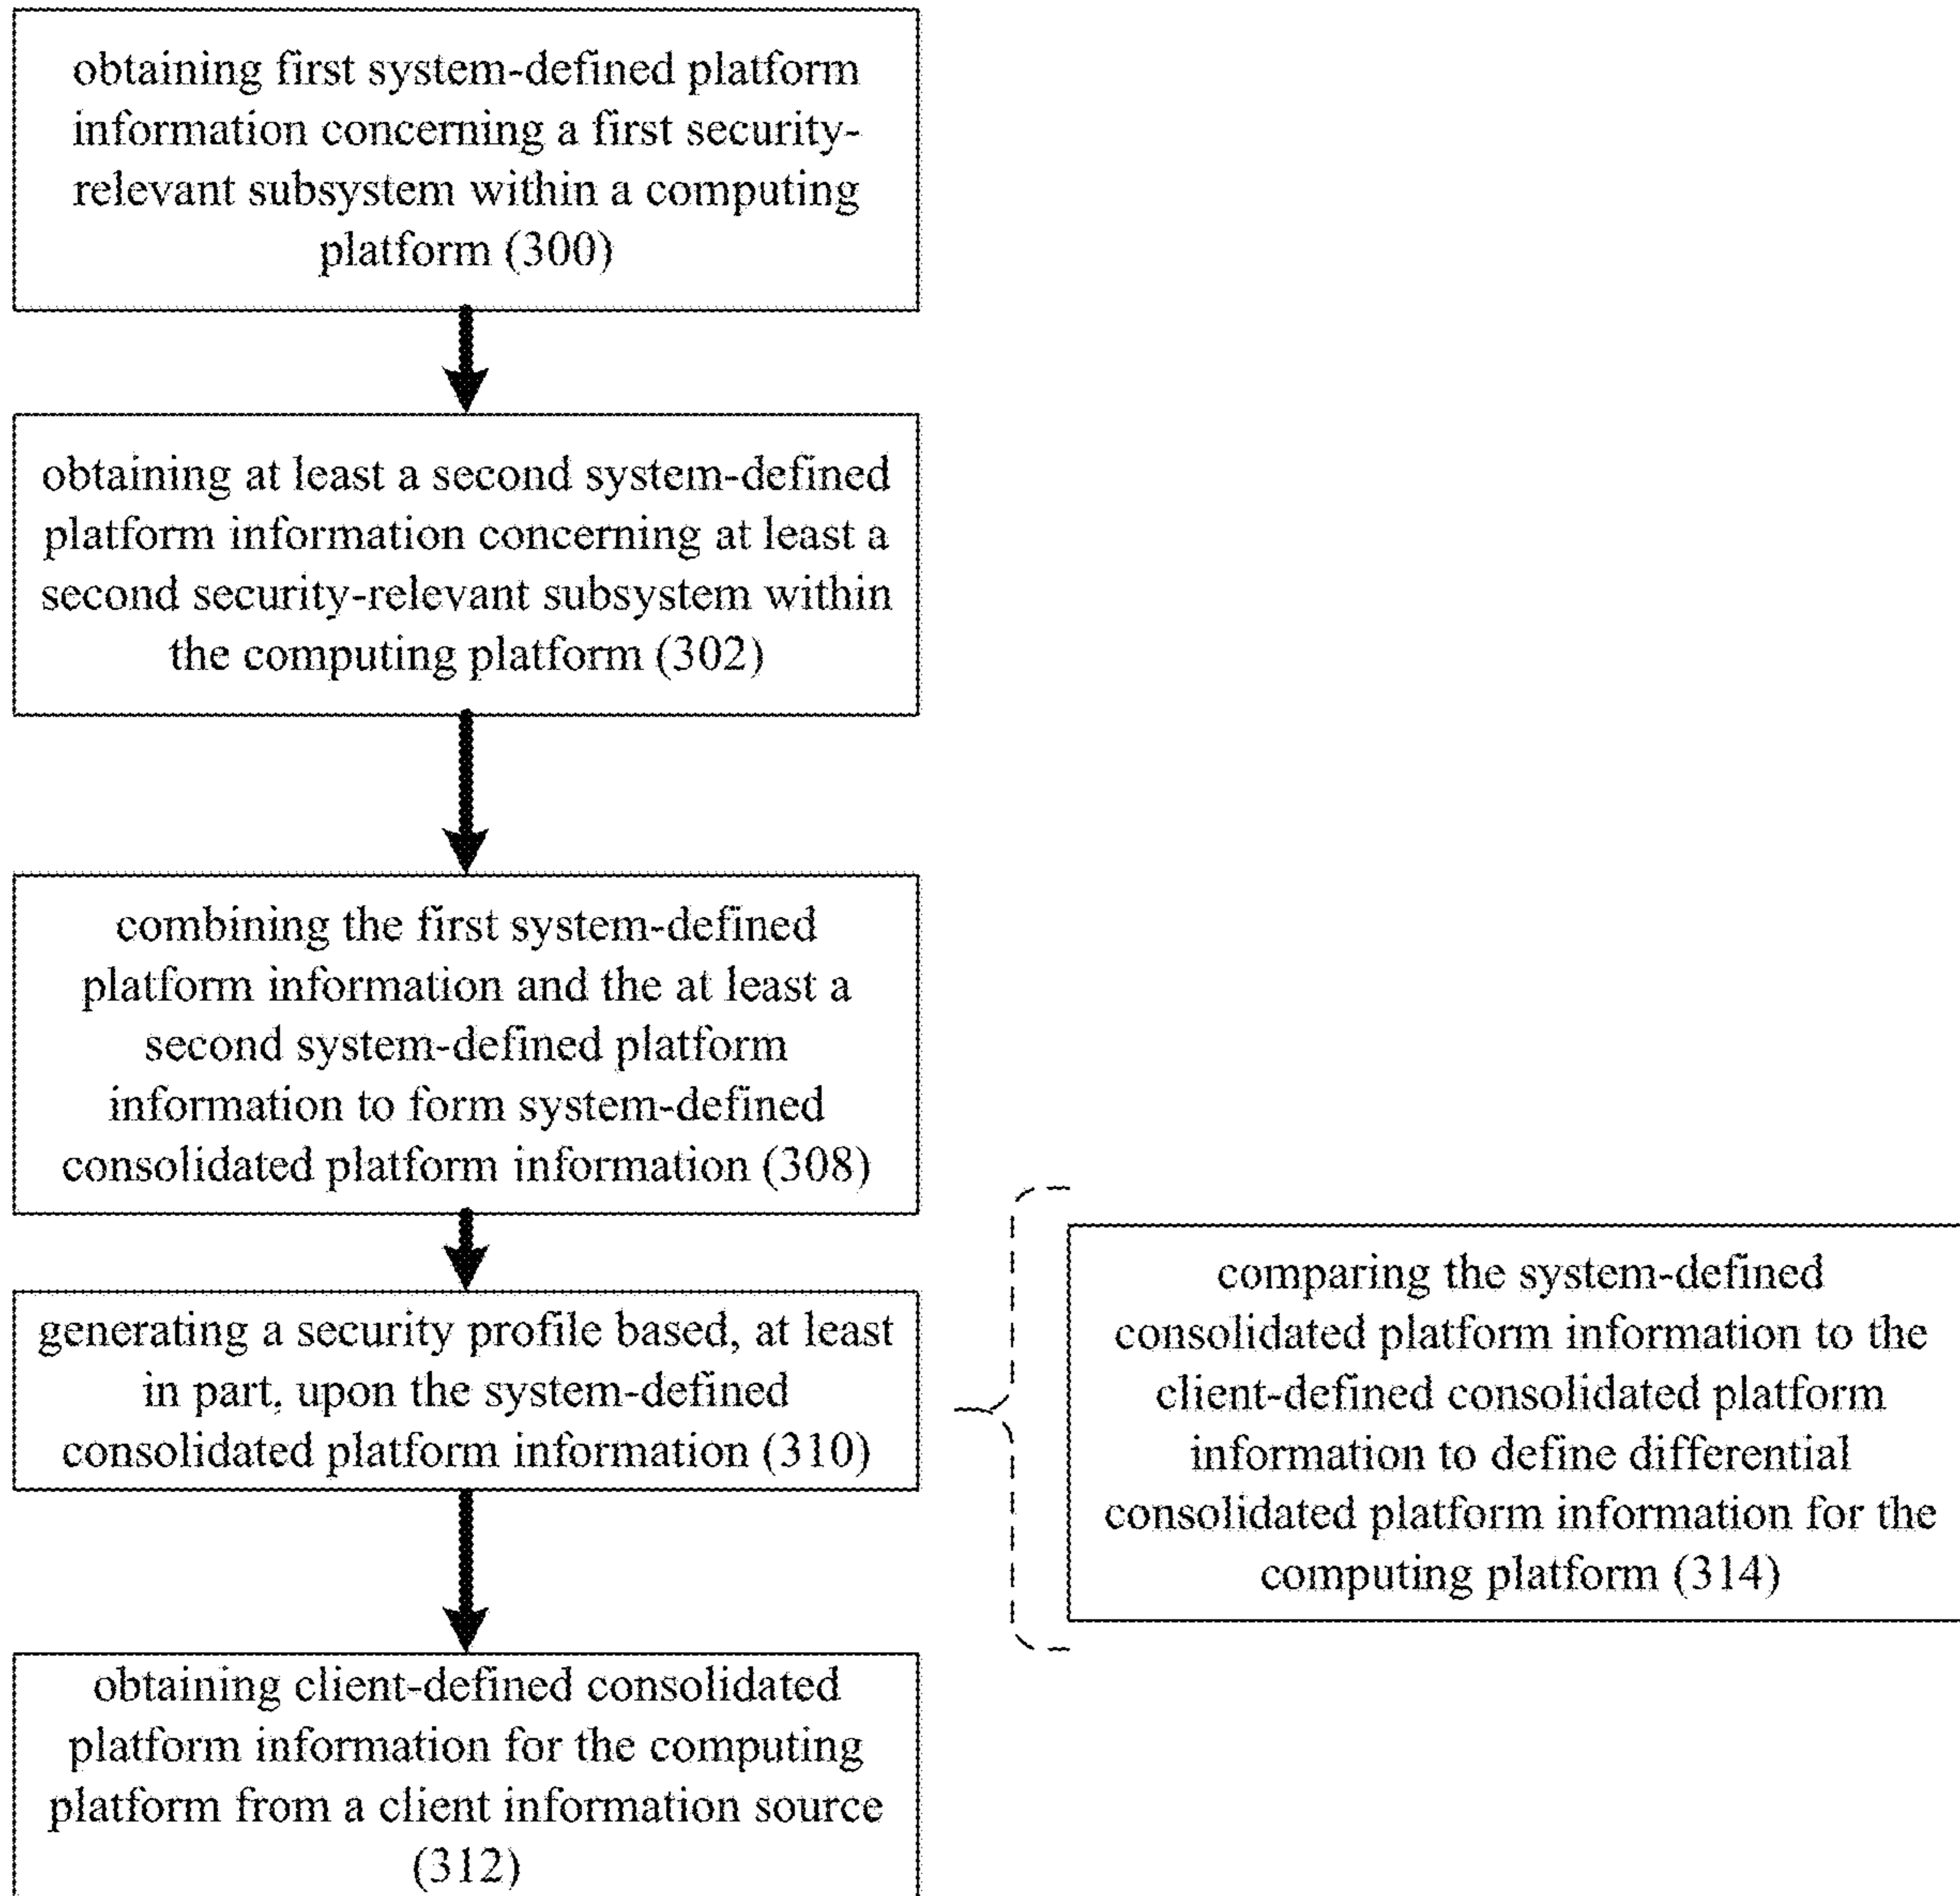 obtaining first system-defined platform
information concerning a first security-
relevant subsystem within a computing
platform (300)
obtaining at least a second system-defined
platform information concerning at least a
second security-relevant subsystem within
the computing platform (302)
combining the first system-defined
platform information and the at least a
second system-defined platform
information to form system-defined
consolidated platform information (308)
generating a security profile based, at least
in part, upon the system-defined
consolidated platform information (310)
comparing the system-defined
consolidated platform information to the
client-defined consolidated platform
information to define differential
consolidated platform information for the
computing platform (314)
obtaining client-defined consolidated
platform information for the computing
platform from a client information source
(312)